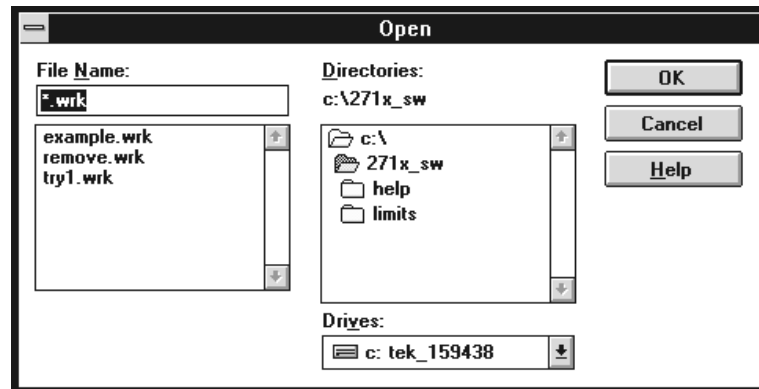 Open
File Name:
*.wrk
example.wrk
remove.wrk
try1.wrk
Directories:
c:\271x_sw
c:\
271x_sw
help
limits
Drives:
c: tek_159438
OK
Cancel
Help